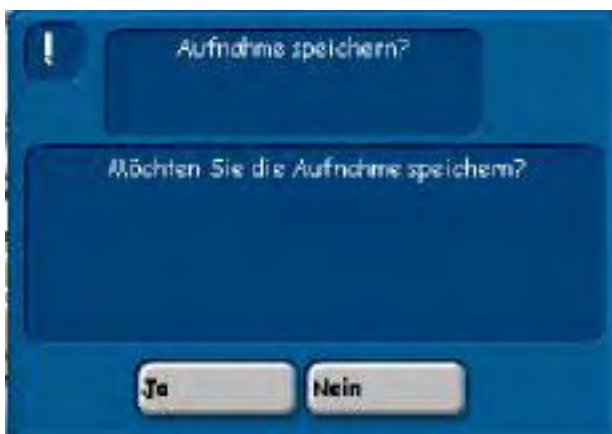 !
Aufnahme speichern?
Möchten Sie die Aufnahme speichern?
Ja
Nein